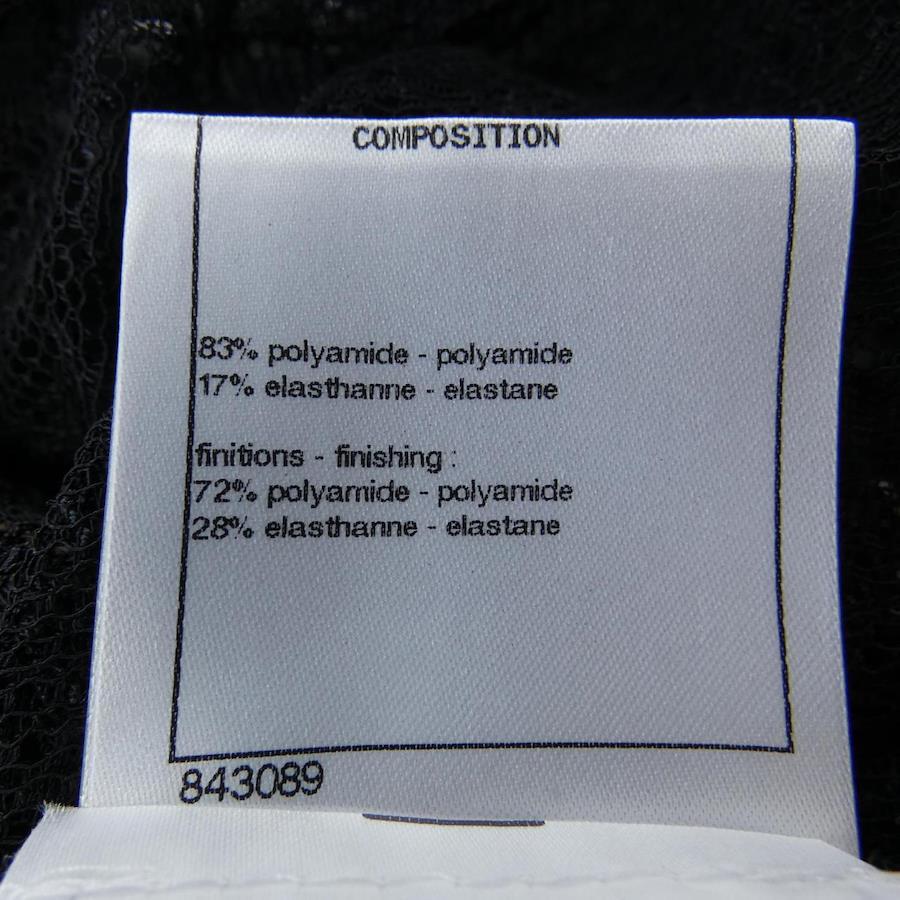 COMPOSITION
83% polyamide - polyamide
17% elasthanne - elastane
finitions - finishing :
72% polyamide - polyamide
28% elasthanne - elastane
843089